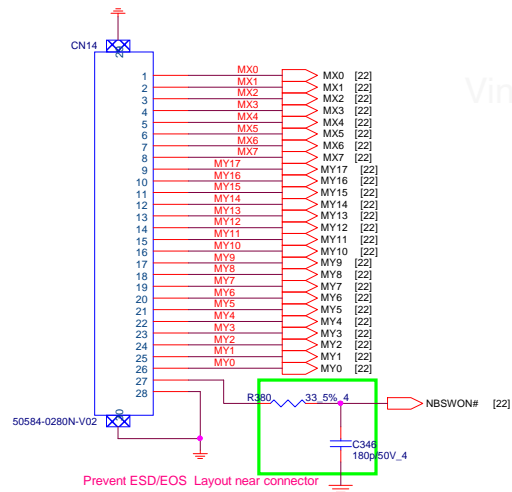 CN14
29
1 MX0 MX0 [22]
2 MX1 MX1 [22]
3 MX2 MX2 [22]
4 MX3 MX3 [22]
5 MX4 MX4 [22]
6 MX5 MX5 [22]
7 MX6 MX6 [22]
8 MX7 MX7 [22]
9 MY17 MY17 [22]
10 MY16 MY16 [22]
11 MY15 MY15 [22]
12 MY14 MY14 [22]
13 MY13 MY13 [22]
14 MY12 MY12 [22]
15 MY11 MY11 [22]
16 MY10 MY10 [22]
17 MY9 MY9 [22]
18 MY8 MY8 [22]
19 MY7 MY7 [22]
20 MY6 MY6 [22]
21 MY5 MY5 [22]
22 MY4 MY4 [22]
23 MY3 MY3 [22]
24 MY2 MY2 [22]
25 MY1 MY1 [22]
26 MY0 MY0 [22]
27
28
R380 33_5%_4
NBSWON# [22]
50584-0280N-V02
C346
180p/50V_4
Prevent ESD/EOS Layout near connector
Vin